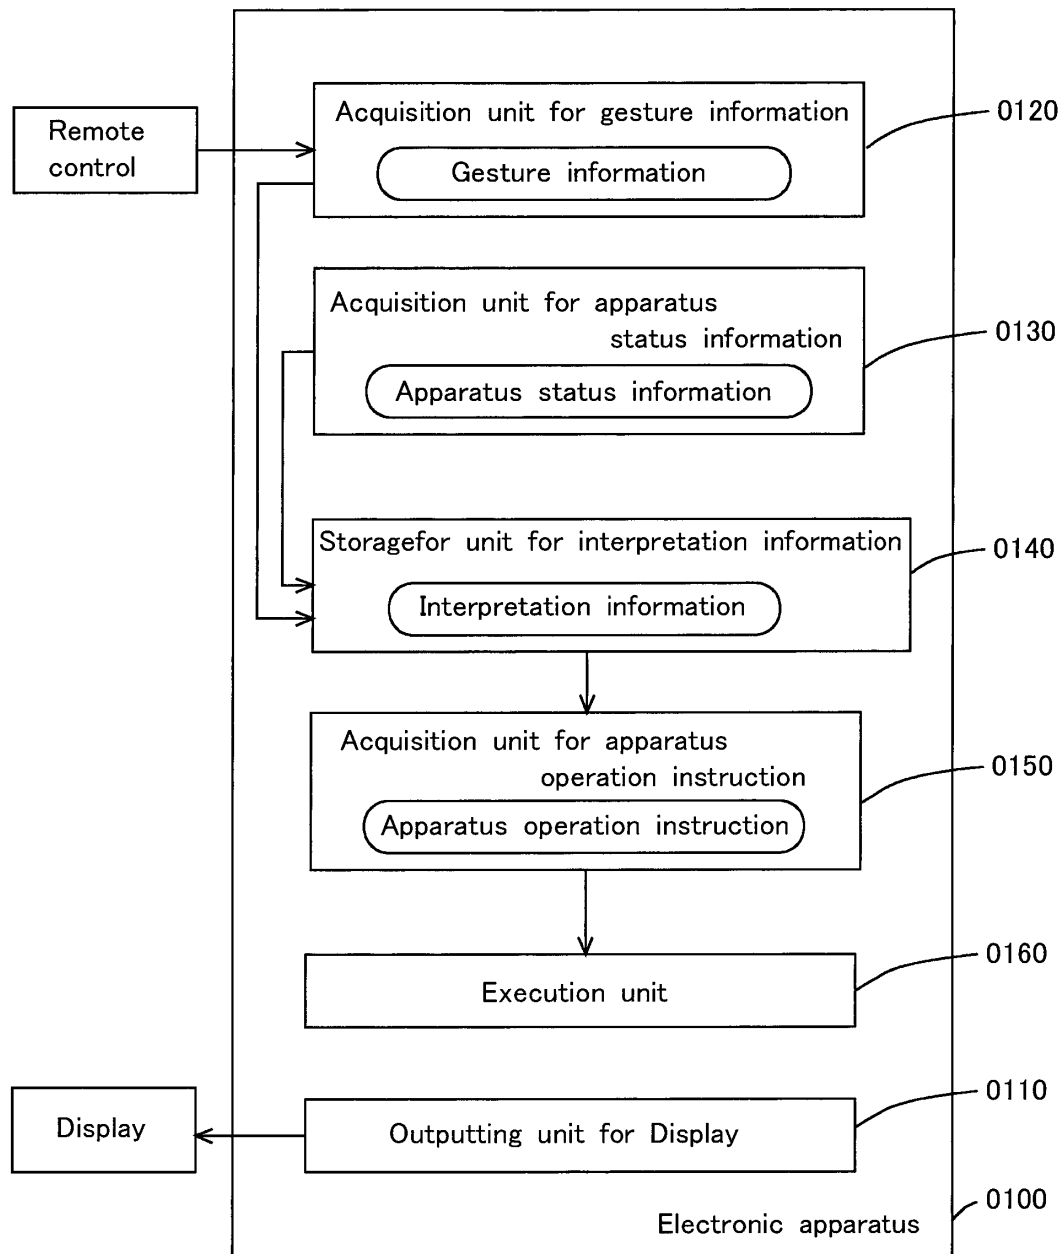 Remote
control
Acquisition unit for gesture information
Gesture information
0120
Acquisition unit for apparatus
status information
Apparatus status information
0130
Storagefor unit for interpretation information
Interpretation information
0140
Acquisition unit for apparatus
operation instruction
Apparatus operation instruction
0150
Execution unit
0160
Display
Outputting unit for Display
0110
Electronic apparatus
0100